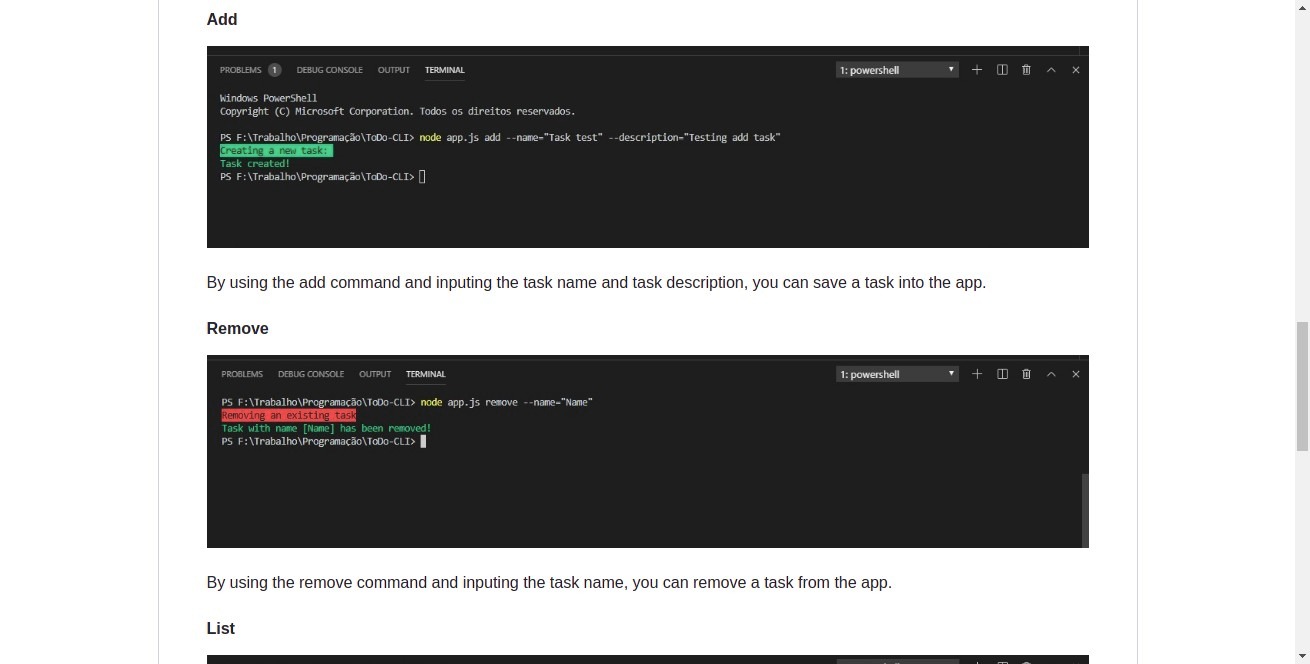 Add
PROBLEMS 1 DEBUG CONSOLE OUTPUT TERMINAL 1: powershell
Windows PowerShell
Copyright (C) Microsoft Corporation. Todos os direitos reservados.
PS F:\Trabalho\Programação\ToDo-CLI> node app.js add --name="Task test" --description="Testing add task"
Creating a new task:
Task created!
PS F:\Trabalho\Programação\ToDo-CLI>
By using the add command and inputing the task name and task description, you can save a task into the app.
Remove
PROBLEMS DEBUG CONSOLE OUTPUT TERMINAL 1: powershell
PS F:\Trabalho\Programação\ToDo-CLI> node app.js remove --name="Name"
Removing an existing task
Task with name [Name] has been removed!
PS F:\Trabalho\Programação\ToDo-CLI>
By using the remove command and inputing the task name, you can remove a task from the app.
List